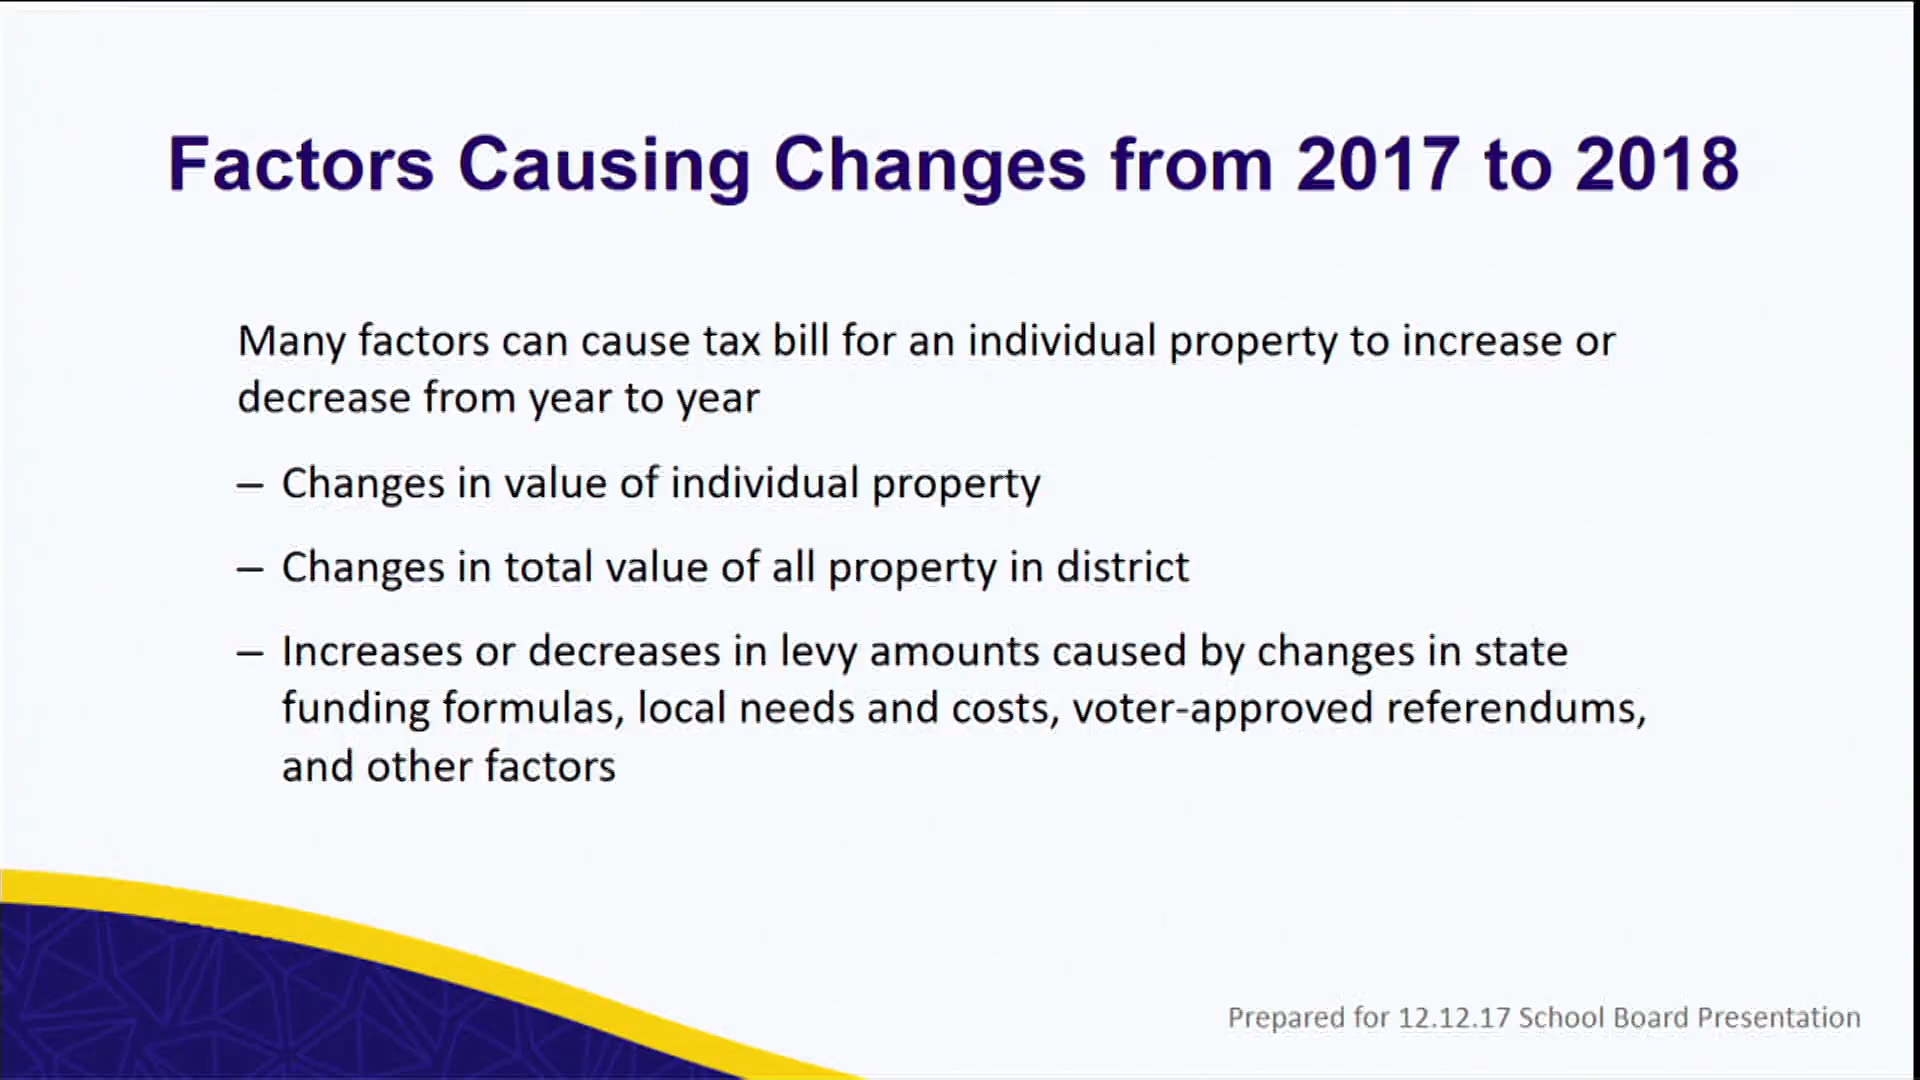 Factors Causing Changes from 2017 to 2018
Many factors can cause tax bill for an individual property to increase or
decrease from year to year
– Changes in value of individual property
– Changes in total value of all property in district
– Increases or decreases in levy amounts caused by changes in state
funding formulas, local needs and costs, voter-approved referendums,
and other factors
Prepared for 12.12.17 School Board Presentation